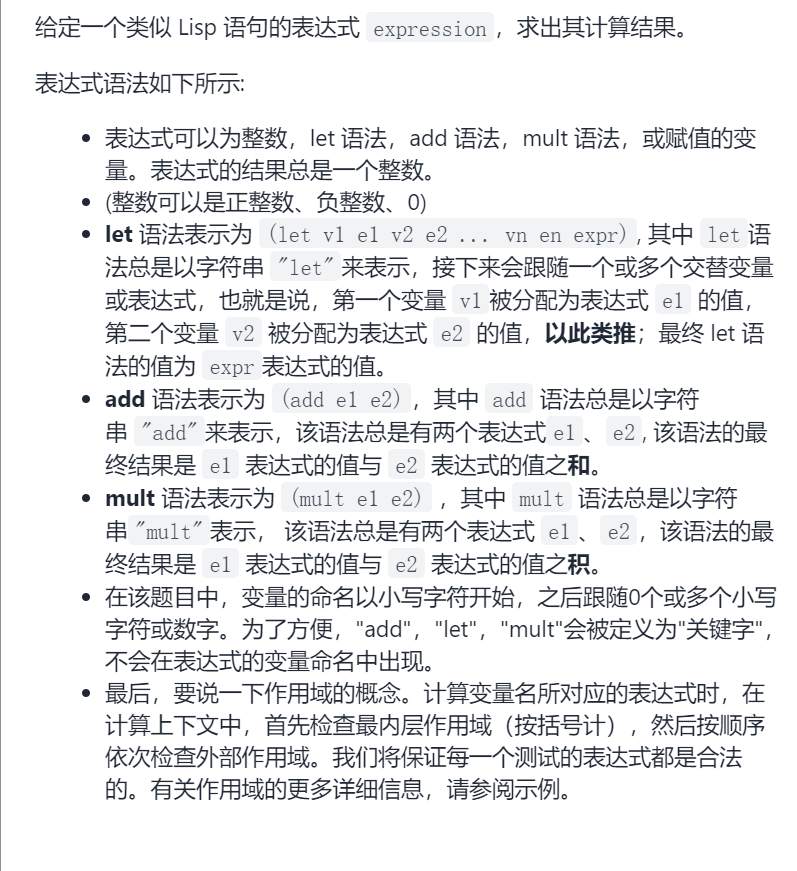 给定一个类似 Lisp 语句的表达式 expression，求出其计算结果。
表达式语法如下所示:
• 表达式可以为整数，let 语法，add 语法，mult 语法，或赋值的变
量。表达式的结果总是一个整数。
• (整数可以是正整数、负整数、0)
• let 语法表示为 (let v1 e1 v2 e2 ... vn en expr), 其中 let语
法总是以字符串 "let"来表示，接下来会跟随一个或多个交替变量
或表达式，也就是说，第一个变量 v1被分配为表达式 e1 的值，
第二个变量 v2 被分配为表达式 e2 的值，以此类推；最终 let 语
法的值为 expr表达式的值。
• add 语法表示为 (add e1 e2)，其中 add 语法总是以字符
串 "add"来表示，该语法总是有两个表达式e1、e2, 该语法的最
终结果是 e1 表达式的值与 e2 表达式的值之和。
• mult 语法表示为 (mult e1 e2) ，其中 mult 语法总是以字符
串"mult"表示， 该语法总是有两个表达式 e1、e2，该语法的最
终结果是 e1 表达式的值与 e2 表达式的值之积。
• 在该题目中，变量的命名以小写字符开始，之后跟随0个或多个小写
字符或数字。为了方便，"add"，"let"，"mult"会被定义为"关键字"，
不会在表达式的变量命名中出现。
• 最后，要说一下作用域的概念。计算变量名所对应的表达式时，在
计算上下文中，首先检查最内层作用域（按括号计），然后按顺序
依次检查外部作用域。我们将保证每一个测试的表达式都是合法
的。有关作用域的更多详细信息，请参阅示例。